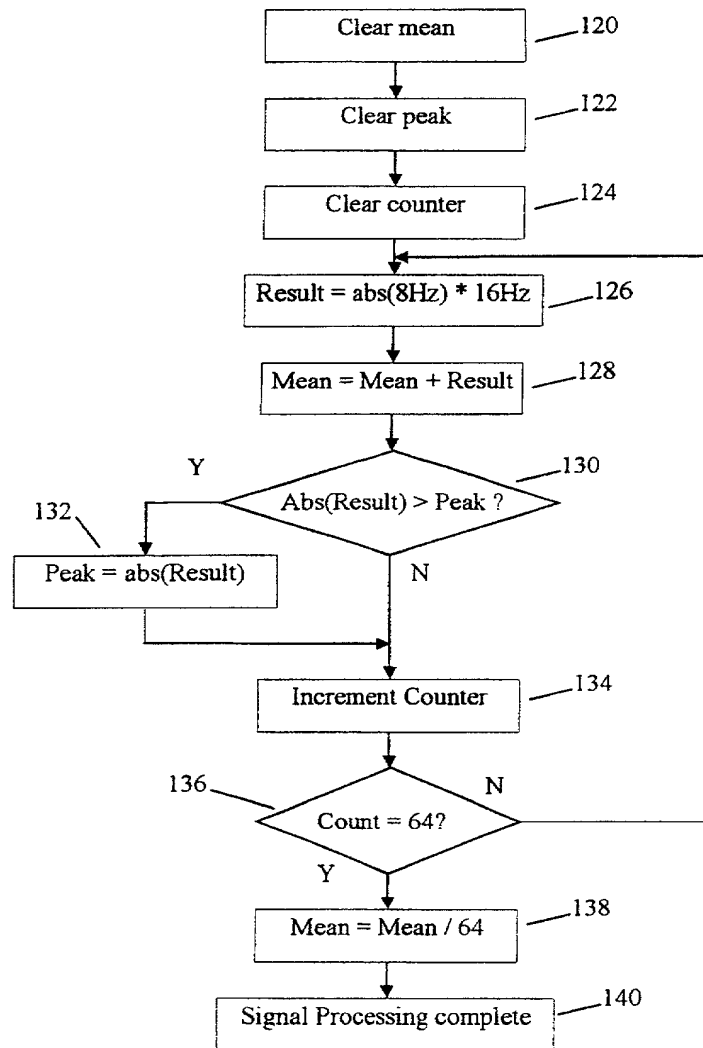 Clear mean
120
Clear peak
122
Clear counter
124
Result = abs(8Hz) * 16Hz
126
Mean = Mean + Result
128
Y
130
Abs(Result) > Peak ?
132
Peak = abs(Result)
N
Increment Counter
134
136
N
Count = 64?
Y
Mean = Mean / 64
138
Signal Processing complete
140